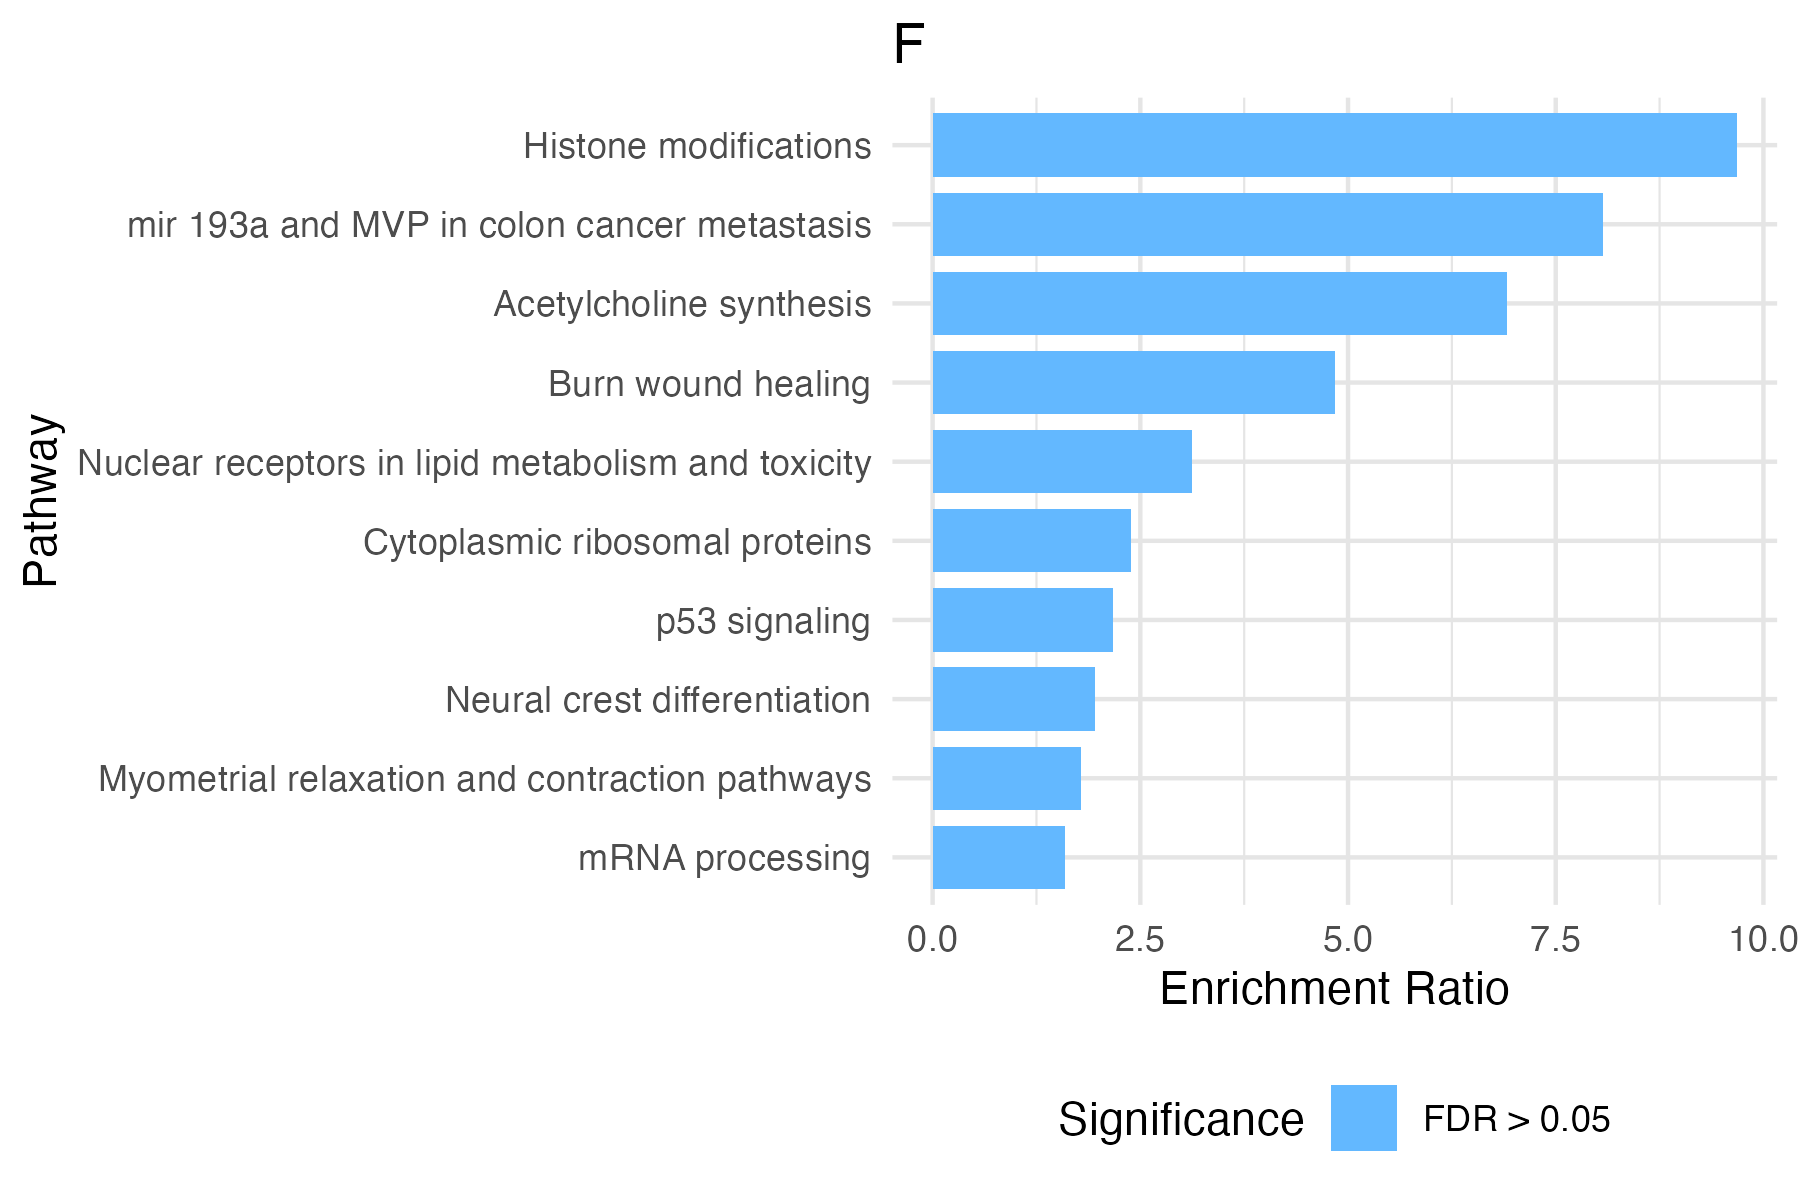 F
Histone modifications
mir 193a and MVP in colon cancer metastasis
Acetylcholine synthesis
Burn wound healing
Nuclear receptors in lipid metabolism and toxicity
Cytoplasmic ribosomal proteins
p53 signaling
Neural crest differentiation
Myometrial relaxation and contraction pathways
mRNA processing
Pathway
0.0 2.5 5.0 7.5 10.0
Enrichment Ratio
Significance FDR > 0.05